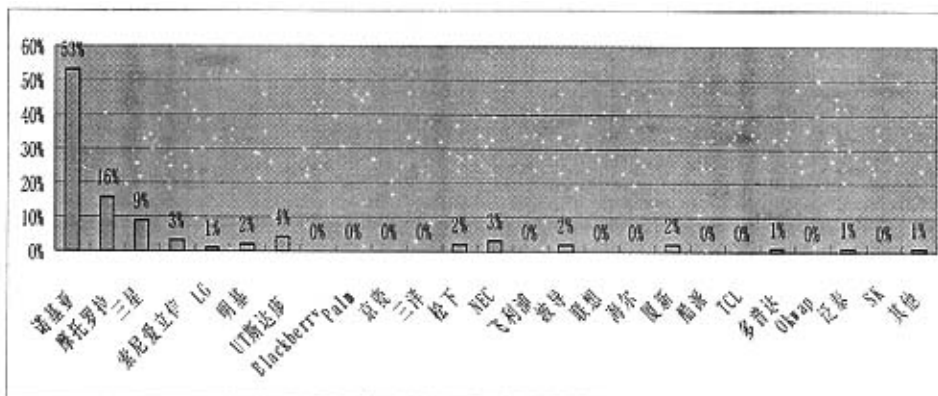 60%
50%
40%
30%
20%
10%
0%
53%
16%
9%
3%
1%
2%
4%
0%
0%
0%
0%
2%
3%
0%
2%
0%
0%
2%
0%
0%
1%
0%
1%
0%
1%
诺基亚
摩托罗拉
三星
索尼爱立信
LG
明基
UT斯达康
Blackberry
Palm
京瓷
三洋
松下
NEC
飞利浦
波导
联想
海尔
夏新
酷派
TCL
多普达
Okwap
泛泰
SK
其他